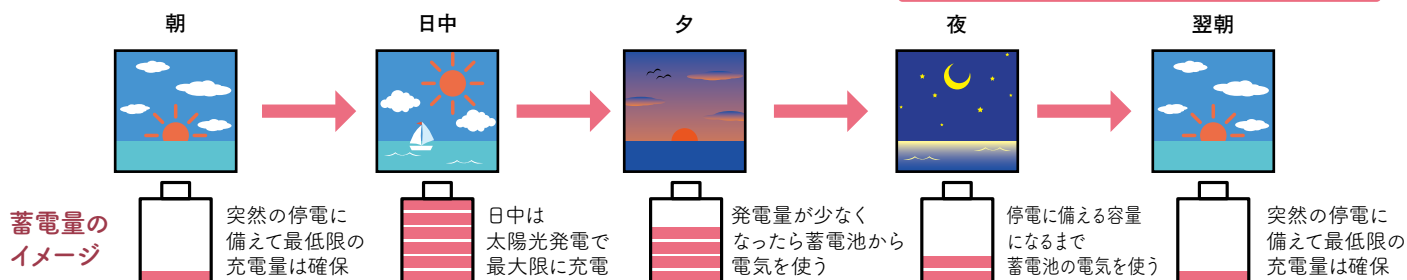 朝
日中
夕
夜
翌朝
蓄電量の
イメージ
突然の停電に
備えて最低限の
充電量は確保
日中は
太陽光発電で
最大限に充電
発電量が少なく
なったら蓄電池から
電気を使う
停電に備える容量
になるまで
蓄電池の電気を使う
突然の停電に
備えて最低限の
充電量は確保